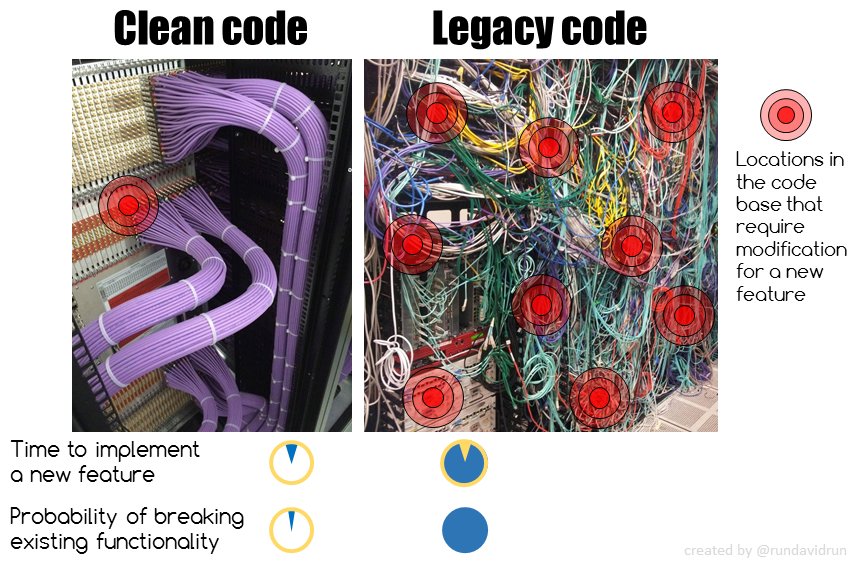 Clean code
Legacy code
Locations in
the code
base that
require
modification
for a new
feature
Time to implement
a new feature
Probability of breaking
existing functionality
created by @rundavidrun